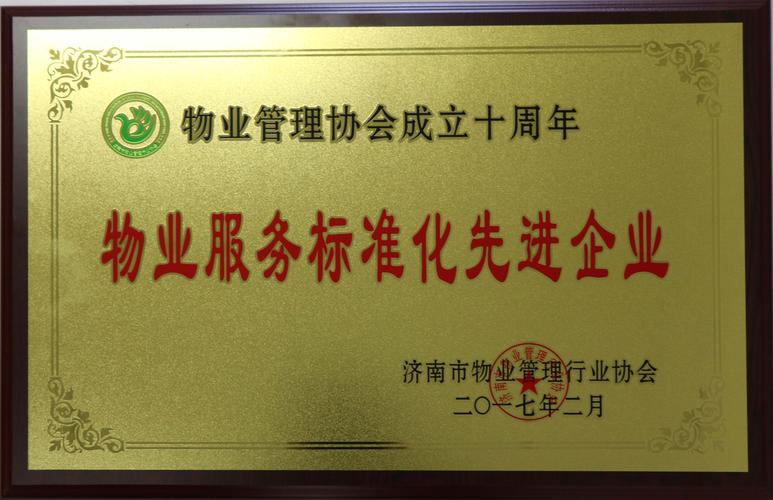 物业管理协会成立十周年
物业服务标准化先进企业
济南市物业管理行业协会
二〇一七年二月